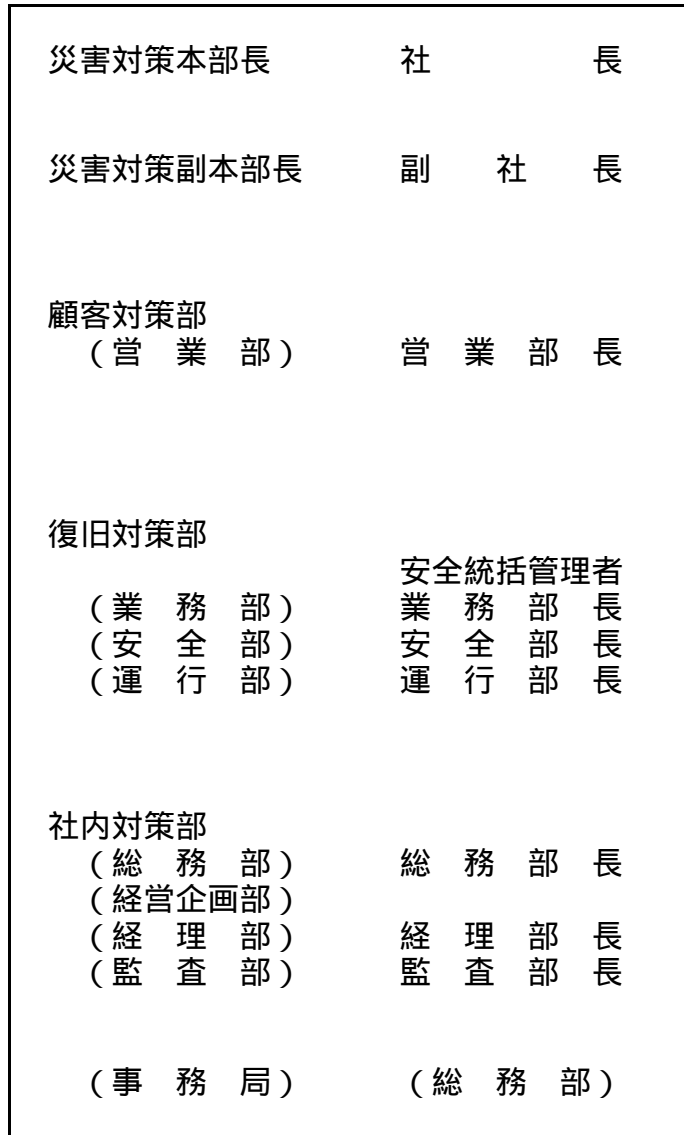 災害対策本部長 社長
災害対策副本部長 副社長
顧客対策部
(営業部) 営業部長
復旧対策部
安全統括管理者
(業務部) 業務部長
(安全部) 安全部長
(運行部) 運行部長
社内対策部
(総務部) 総務部長
(経営企画部)
(経理部) 経理部長
(監査部) 監査部長
(事務局) (総務部)